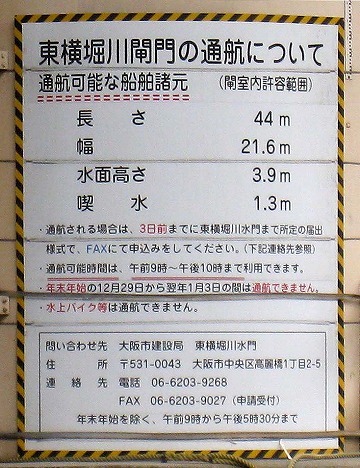 東横堀川閘門の通航について
通航可能な船舶諸元 (閘室内許容範囲)
長 さ 44m
幅 21.6m
水面高さ 3.9m
喫 水 1.3m
・通航される場合は、3日前までに東横堀川水門まで所定の届出
様式で、FAXにて申込みをしてください。(下記連絡先参照)
・通航可能時間は、午前9時〜午後10時まで利用できます。
・年末年始の12月29日から翌年1月3日の間は通航できません。
・水上バイク等は通航できません。
問い合わせ先 大阪市建設局 東横堀川水門
住 所 〒531-0043 大阪市中央区高麗橋1丁目2-5
連 絡 先 電話 06-6203-9268
FAX 06-6203-9027(申請受付)
年末年始を除く、午前9時から午後5時30分まで